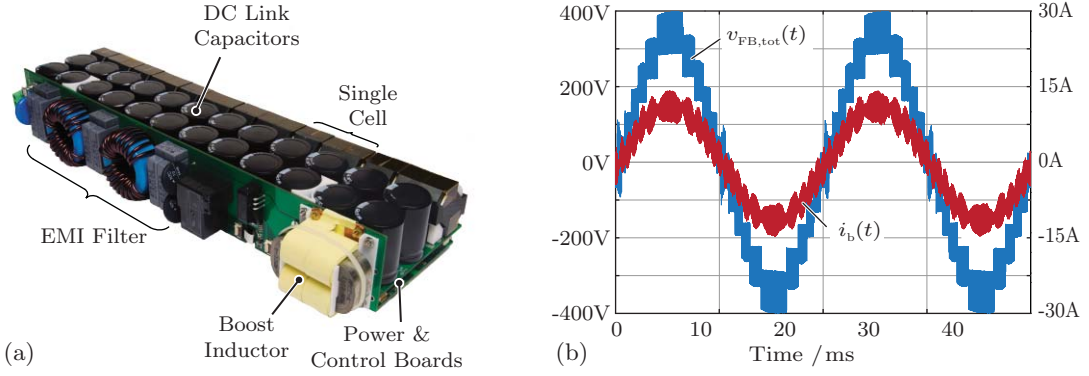 DC Link
Capacitors
Single
Cell
EMI Filter
Boost
Inductor
Power &
Control Boards
(a)
400V
200V
0V
-200V
-400V
30A
15A
0A
-15A
-30A
v_FB,tot(t)
i_b(t)
0 10 20 30 40
Time / ms
(b)